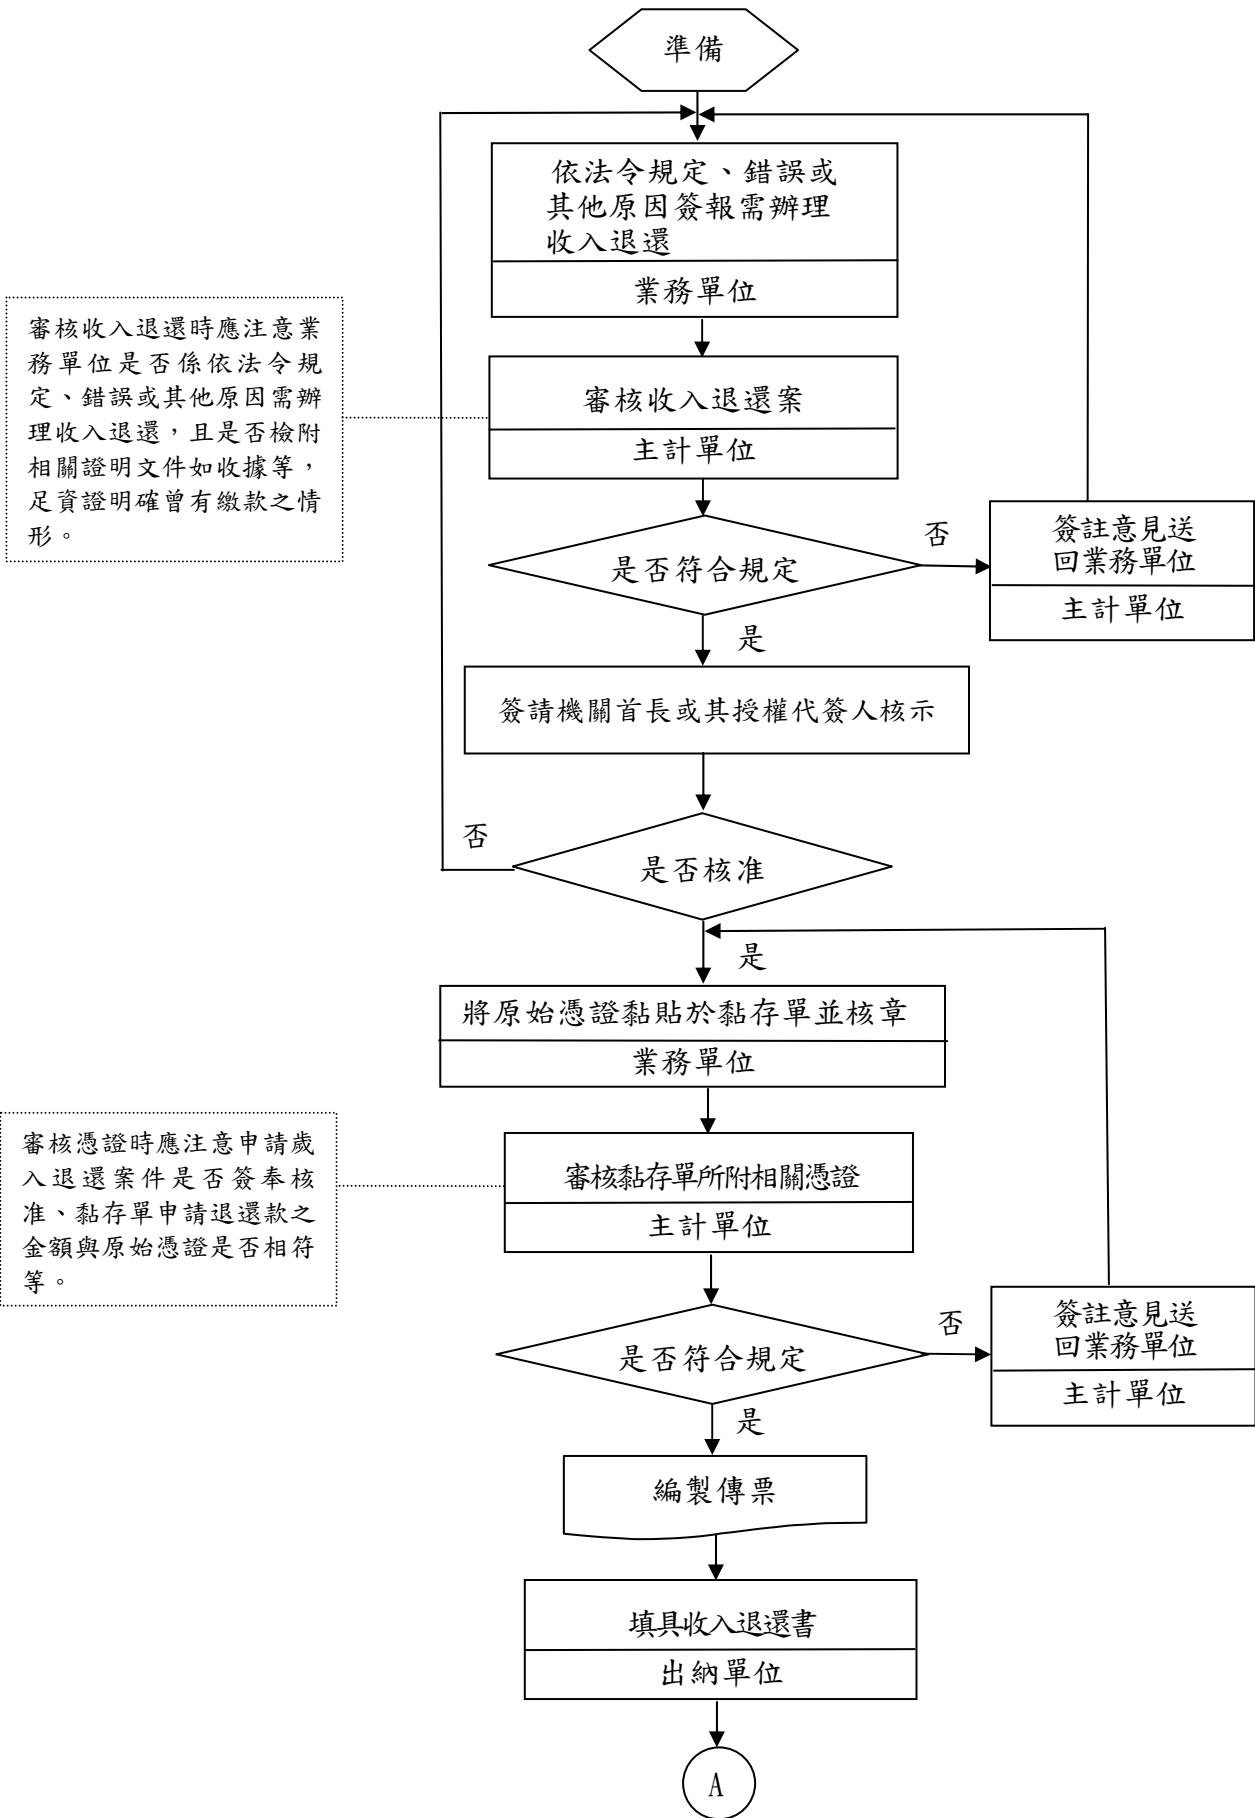 準備
依法令規定、錯誤或
其他原因簽報需辦理
收入退還
業務單位
審核收入退還時應注意業
務單位是否係依法令規
定、錯誤或其他原因需辦
理收入退還，且是否檢附
相關證明文件如收據等，
足資證明確曾有繳款之情
形。
審核收入退還案
主計單位
是否符合規定
否
簽註意見送
回業務單位
主計單位
是
簽請機關首長或其授權代簽人核示
否
是否核准
是
將原始憑證黏貼於黏存單並核章
業務單位
審核憑證時應注意申請歲
入退還案件是否簽奉核
准、黏存單申請退還款之
金額與原始憑證是否相符
等。
審核黏存單所附相關憑證
主計單位
是否符合規定
否
簽註意見送
回業務單位
主計單位
是
編製傳票
填具收入退還書
出納單位
A